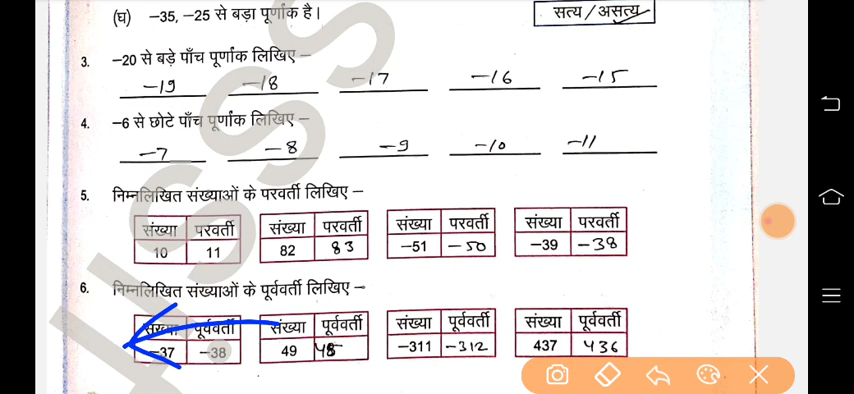 (घ) -35, -25 से बड़ा पूर्णांक है। सत्य / असत्य
3. -20 से बड़े पाँच पूर्णांक लिखिए -
-19 -18 -17 -16 -15
4. -6 से छोटे पाँच पूर्णांक लिखिए -
-7 -8 -9 -10 -11
5. निम्नलिखित संख्याओं के परवर्ती लिखिए -
संख्या परवर्ती संख्या परवर्ती संख्या परवर्ती संख्या परवर्ती
10 11 82 83 -51 -50 -39 -38
6. निम्नलिखित संख्याओं के पूर्ववर्ती लिखिए -
संख्या पूर्ववर्ती संख्या पूर्ववर्ती संख्या पूर्ववर्ती संख्या पूर्ववर्ती
-37 -38 49 48 -311 -312 437 436